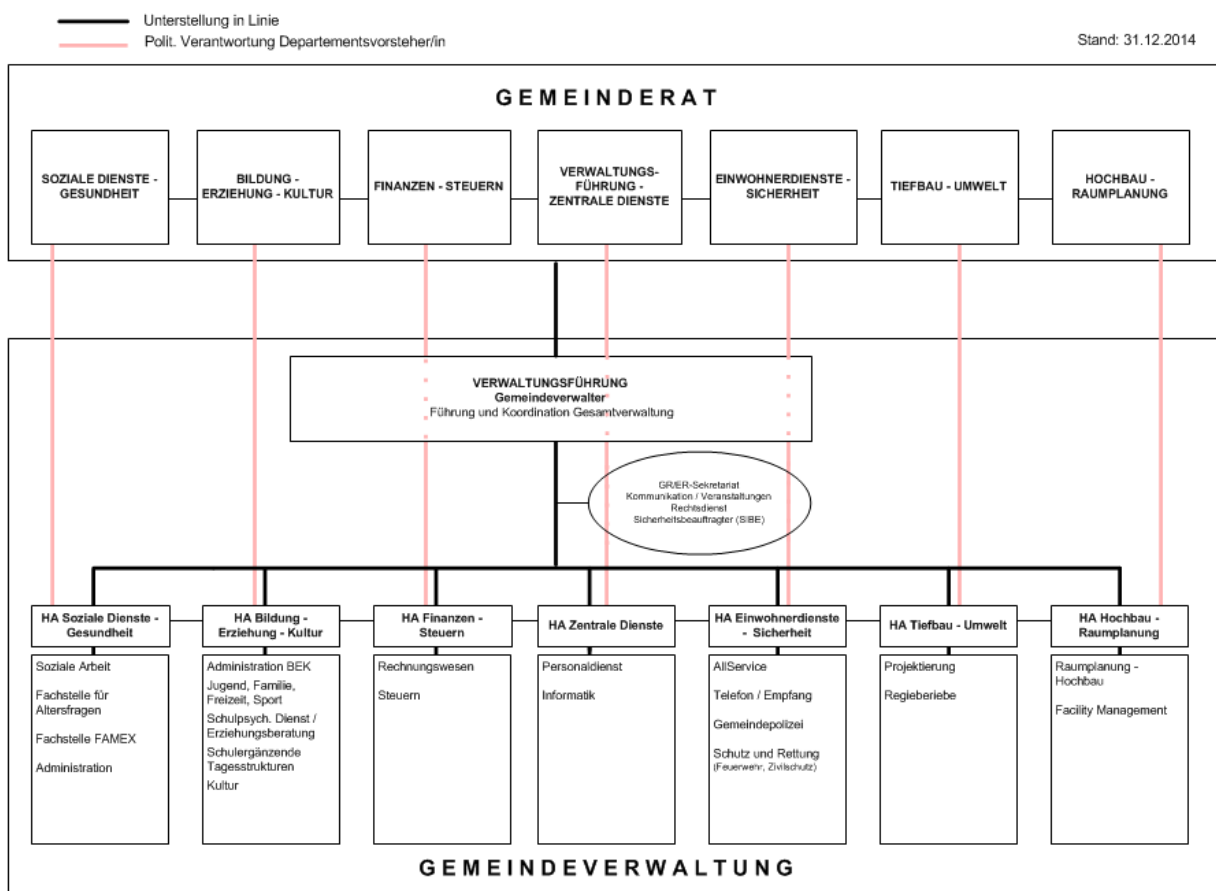 Unterstellung in Linie
Polit. Verantwortung Departementsvorsteher/in
Stand: 31.12.2014
GEMEINDERAT
SOZIALE DIENSTE -
GESUNDHEIT
BILDUNG -
ERZIEHUNG - KULTUR
FINANZEN - STEUERN
VERWALTUNGS-
FÜHRUNG -
ZENTRALE DIENSTE
EINWOHNERDIENSTE -
SICHERHEIT
TIEFBAU - UMWELT
HOCHBAU -
RAUMPLANUNG
VERWALTUNGSFÜHRUNG
Gemeindeverwalter
Führung und Koordination Gesamtverwaltung
GR/ER-Sekretariat
Kommunikation / Veranstaltungen
Rechtsdienst
Sicherheitsbeauftragter (SIBE)
HA Soziale Dienste -
Gesundheit
HA Bildung -
Erziehung - Kultur
HA Finanzen -
Steuern
HA Zentrale Dienste
HA Einwohnerdienste
- Sicherheit
HA Tiefbau - Umwelt
HA Hochbau -
Raumplanung
Soziale Arbeit
Fachstelle für
Altersfragen
Fachstelle FAMEX
Administration
Administration BEK
Jugend, Familie,
Freizeit, Sport
Schulpsych. Dienst /
Erziehungsberatung
Schulergänzende
Tagesstrukturen
Kultur
Rechnungswesen
Steuern
Personaldienst
Informatik
AllService
Telefon / Empfang
Gemeindepolizei
Schutz und Rettung
(Feuerwehr, Zivilschutz)
Projektierung
Regieberiebe
Raumplanung -
Hochbau
Facility Management
GEMEINDEVERWALTUNG